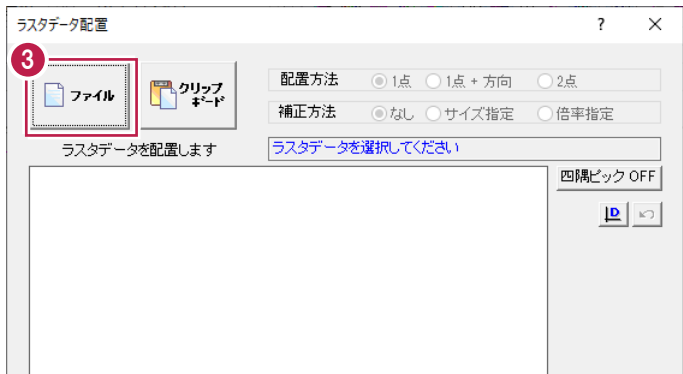 ラスタデータ配置
?
×
3
ファイル
クリップ
ボード
配置方法 1点 1点 + 方向 2点
補正方法 なし サイズ指定 倍率指定
ラスタデータを配置します
ラスタデータを選択してください
四隅ピック OFF
D